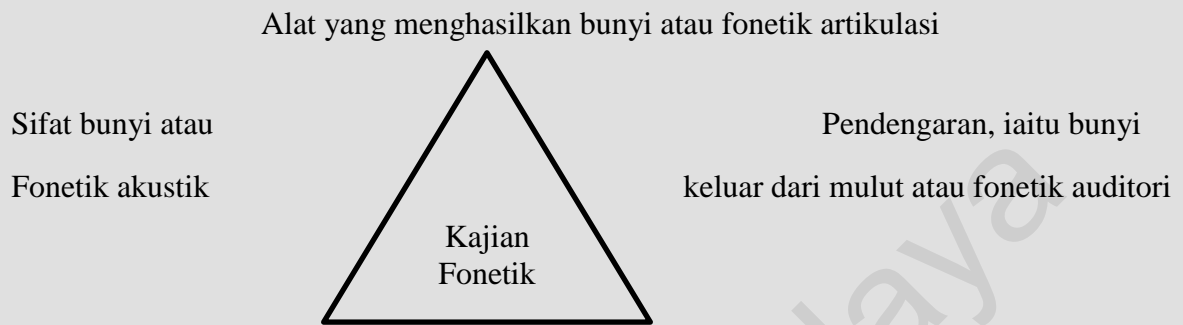 Alat yang menghasilkan bunyi atau fonetik artikulasi
Sifat bunyi atau
Fonetik akustik
Pendengaran, iaitu bunyi
keluar dari mulut atau fonetik auditori
Kajian
Fonetik